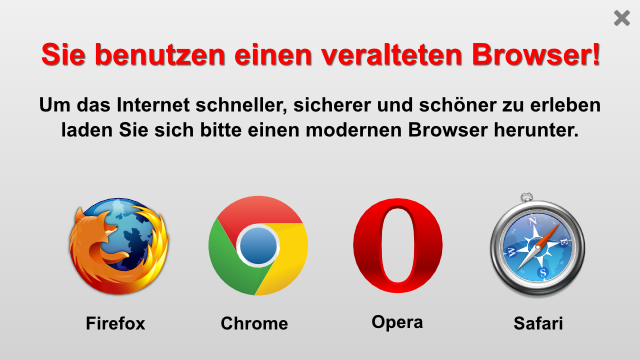 Sie benutzen einen veralteten Browser!
Um das Internet schneller, sicherer und schöner zu erleben
laden Sie sich bitte einen modernen Browser herunter.
N
E
S
W
Firefox
Chrome
Opera
Safari